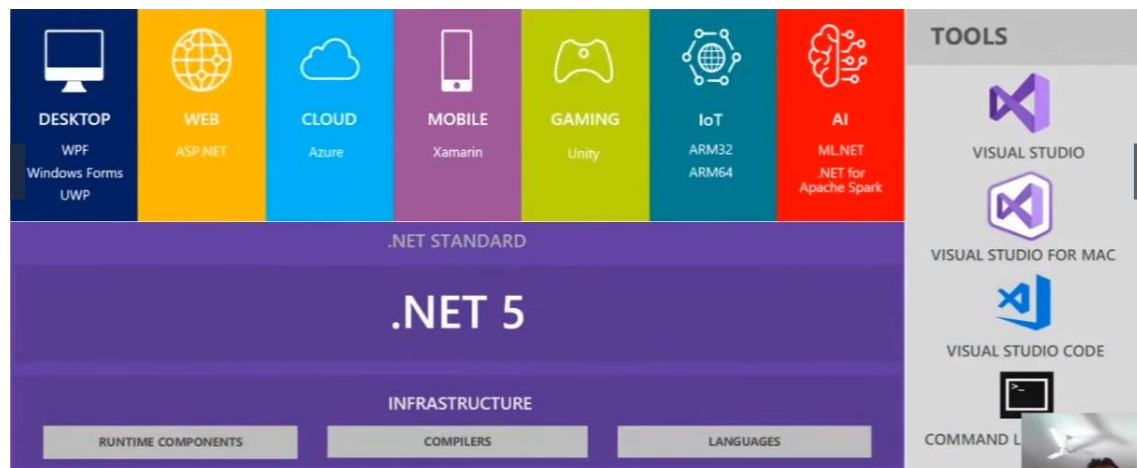 DESKTOP
WPF
Windows Forms
UWP
WEB
ASP.NET
CLOUD
Azure
MOBILE
Xamarin
GAMING
Unity
IoT
ARM32
ARM64
AI
ML.NET
.NET for
Apache Spark
.NET STANDARD
.NET 5
INFRASTRUCTURE
RUNTIME COMPONENTS
COMPILERS
LANGUAGES
TOOLS
VISUAL STUDIO
VISUAL STUDIO FOR MAC
VISUAL STUDIO CODE
>_
COMMAND L